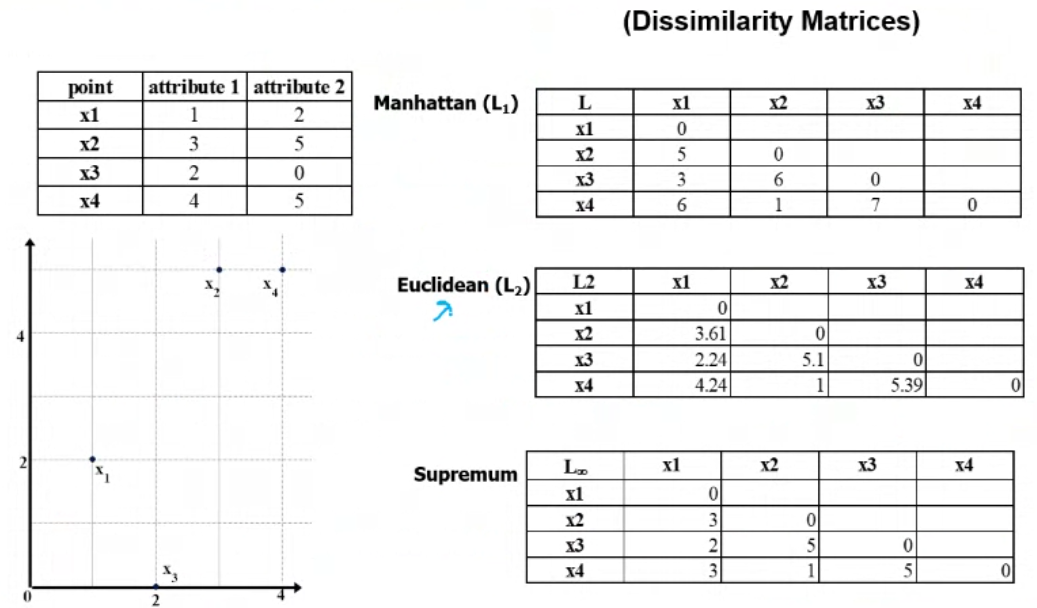 (Dissimilarity Matrices)
point attribute 1 attribute 2
x1 1 2
x2 3 5
x3 2 0
x4 4 5
Manhattan (L₁)
L x1 x2 x3 x4
x1 0
x2 5 0
x3 3 6 0
x4 6 1 7 0
x₂ x₄
4
2
x₁
x₃
0 2 4
Euclidean (L₂)
L2 x1 x2 x3 x4
x1 0
x2 3.61 0
x3 2.24 5.1 0
x4 4.24 1 5.39 0
Supremum
L∞ x1 x2 x3 x4
x1 0
x2 3 0
x3 2 5 0
x4 3 1 5 0